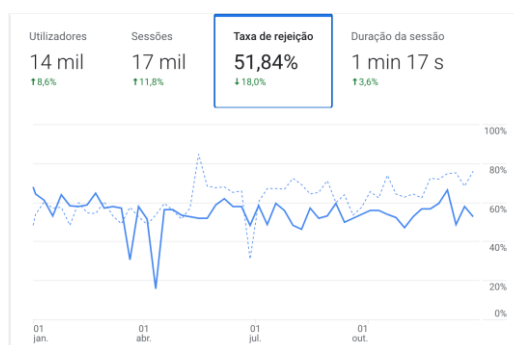 Utilizadores Sessões Taxa de rejeição Duração da sessão
14 mil 17 mil 51,84% 1 min 17 s
↑8,6% ↑11,8% ↓18,0% ↑3,6%
100%
80%
60%
40%
20%
0%
01 01 01 01
jan. abr. jul. out.